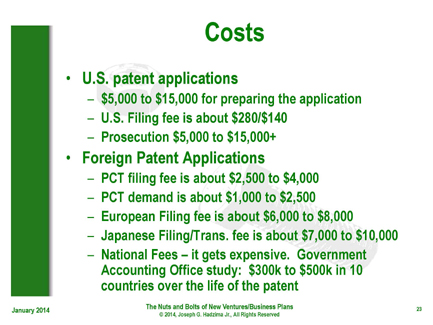 Costs
• U.S. patent applications
– $5,000 to $15,000 for preparing the application
– U.S. Filing fee is about $280/$140
– Prosecution $5,000 to $15,000+
• Foreign Patent Applications
– PCT filing fee is about $2,500 to $4,000
– PCT demand is about $1,000 to $2,500
– European Filing fee is about $6,000 to $8,000
– Japanese Filing/Trans. fee is about $7,000 to $10,000
– National Fees – it gets expensive.  Government
Accounting Office study:  $300k to $500k in 10
countries over the life of the patent
January 2014
The Nuts and Bolts of New Ventures/Business Plans
© 2014, Joseph G. Hadzima Jr., All Rights Reserved
23